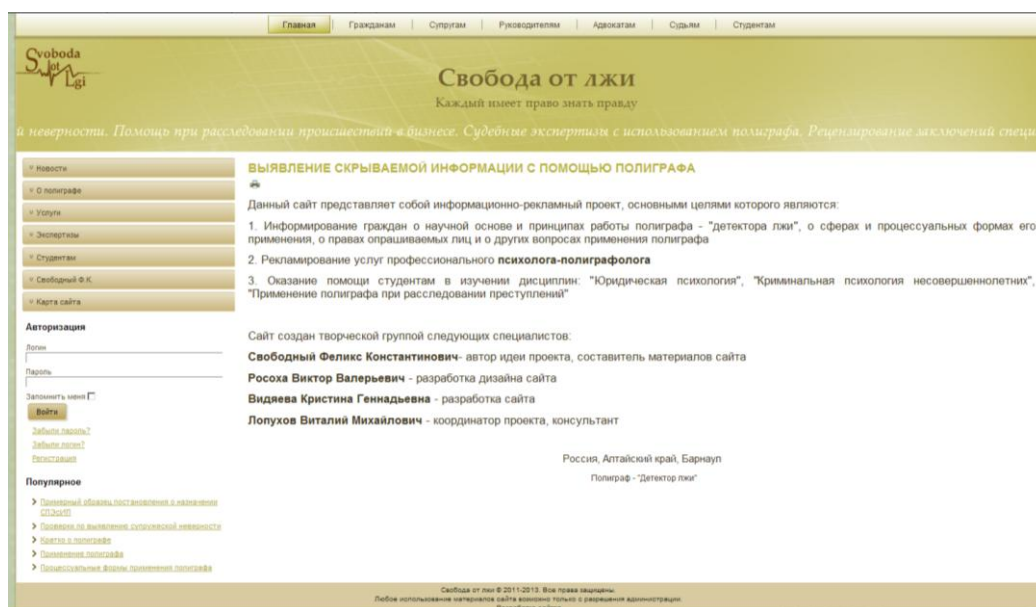 Главная Гражданам Супругам Руководителям Адвокатам Судьям Студентам
Svoboda
ot
Lgi
Свобода от лжи
Каждый имеет право знать правду
й неверности. Помощь при расследовании происшествий в бизнесе. Судебные экспертизы с использованием полиграфа. Рецензирование заключений специ
Новости
О полиграфе
Услуги
Экспертизы
Студентам
Свободный Ф.К.
Карта сайта
Авторизация
Логин
Пароль
Запомнить меня
Войти
Забыли пароль?
Забыли логин?
Регистрация
Популярное
Примерный образец постановления о назначении
СПЭсИП
Проверки по выявлению супружеской неверности
Кратко о полиграфе
Применение полиграфа
Процессуальные формы применения полиграфа
ВЫЯВЛЕНИЕ СКРЫВАЕМОЙ ИНФОРМАЦИИ С ПОМОЩЬЮ ПОЛИГРАФА
Данный сайт представляет собой информационно-рекламный проект, основными целями которого являются:
1. Информирование граждан о научной основе и принципах работы полиграфа - "детектора лжи", о сферах и процессуальных формах его
применения, о правах опрашиваемых лиц и о других вопросах применения полиграфа
2. Рекламирование услуг профессионального психолога-полиграфолога
3. Оказание помощи студентам в изучении дисциплин: "Юридическая психология", "Криминальная психология несовершеннолетних",
"Применение полиграфа при расследовании преступлений"
Сайт создан творческой группой следующих специалистов:
Свободный Феликс Константинович- автор идеи проекта, составитель материалов сайта
Росоха Виктор Валерьевич - разработка дизайна сайта
Видяева Кристина Геннадьевна - разработка сайта
Лопухов Виталий Михайлович - координатор проекта, консультант
Россия, Алтайский край, Барнаул
Полиграф - "Детектор лжи"
Свобода от лжи © 2011-2013. Все права защищены.
Любое использование материалов сайта возможно только с разрешения администрации.